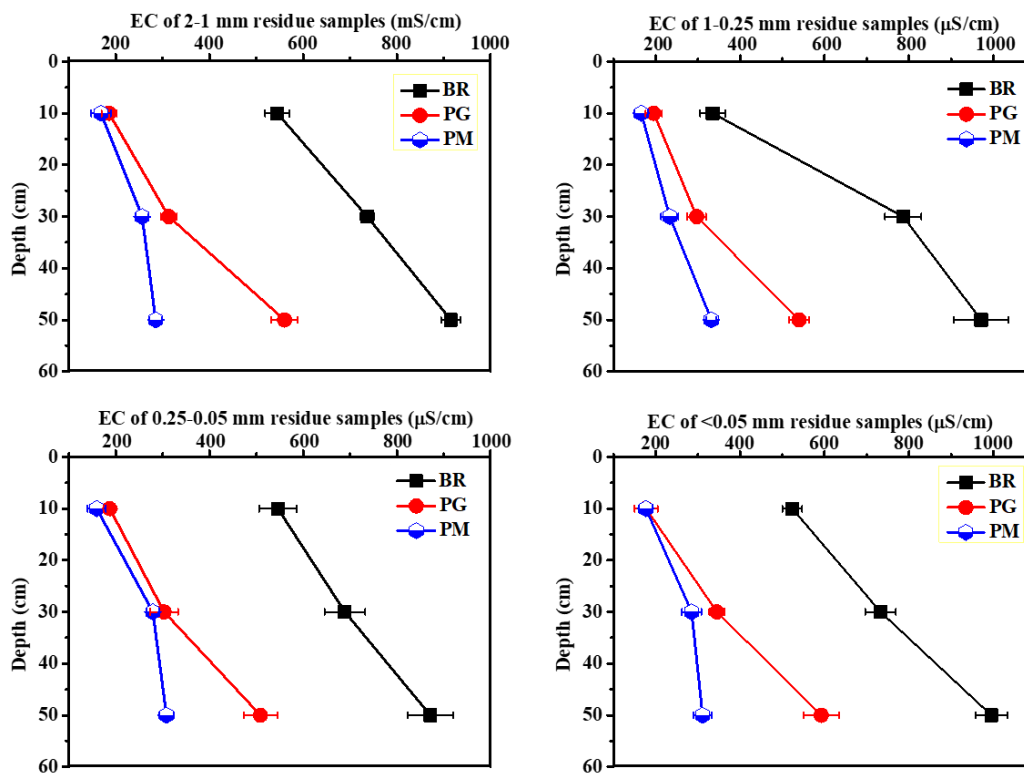 EC of 2-1 mm residue samples (mS/cm)
200 400 600 800 1000
0
10
20
30
40
50
60
Depth (cm)
BR
PG
PM
EC of 1-0.25 mm residue samples (μS/cm)
200 400 600 800 1000
0
10
20
30
40
50
60
Depth (cm)
BR
PG
PM
EC of 0.25-0.05 mm residue samples (μS/cm)
200 400 600 800 1000
0
10
20
30
40
50
60
Depth (cm)
BR
PG
PM
EC of <0.05 mm residue samples (μS/cm)
200 400 600 800 1000
0
10
20
30
40
50
60
Depth (cm)
BR
PG
PM